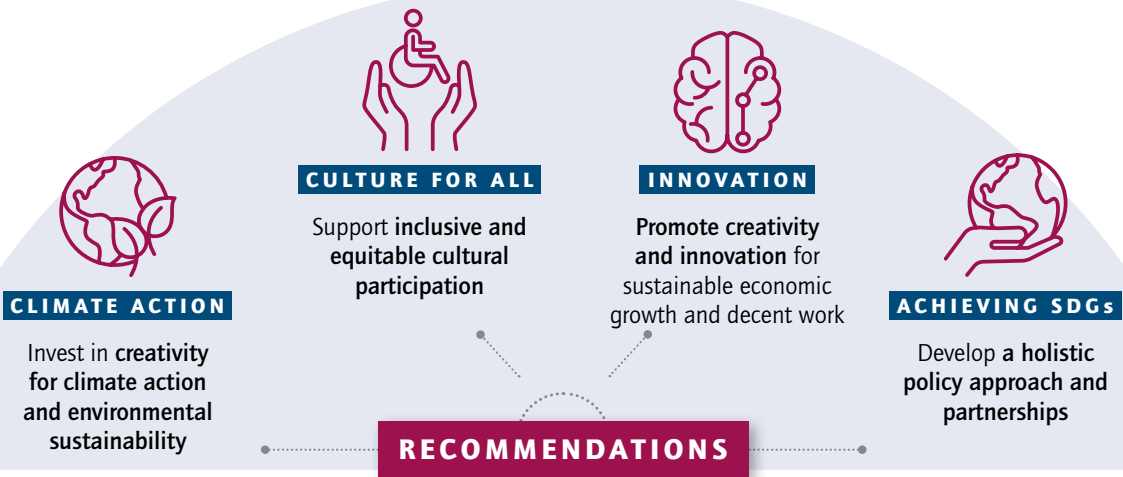 CULTURE FOR ALL
Support inclusive and
equitable cultural
participation
INNOVATION
Promote creativity
and innovation for
sustainable economic
growth and decent work
CLIMATE ACTION
Invest in creativity
for climate action
and environmental
sustainability
ACHIEVING SDGs
Develop a holistic
policy approach and
partnerships
RECOMMENDATIONS